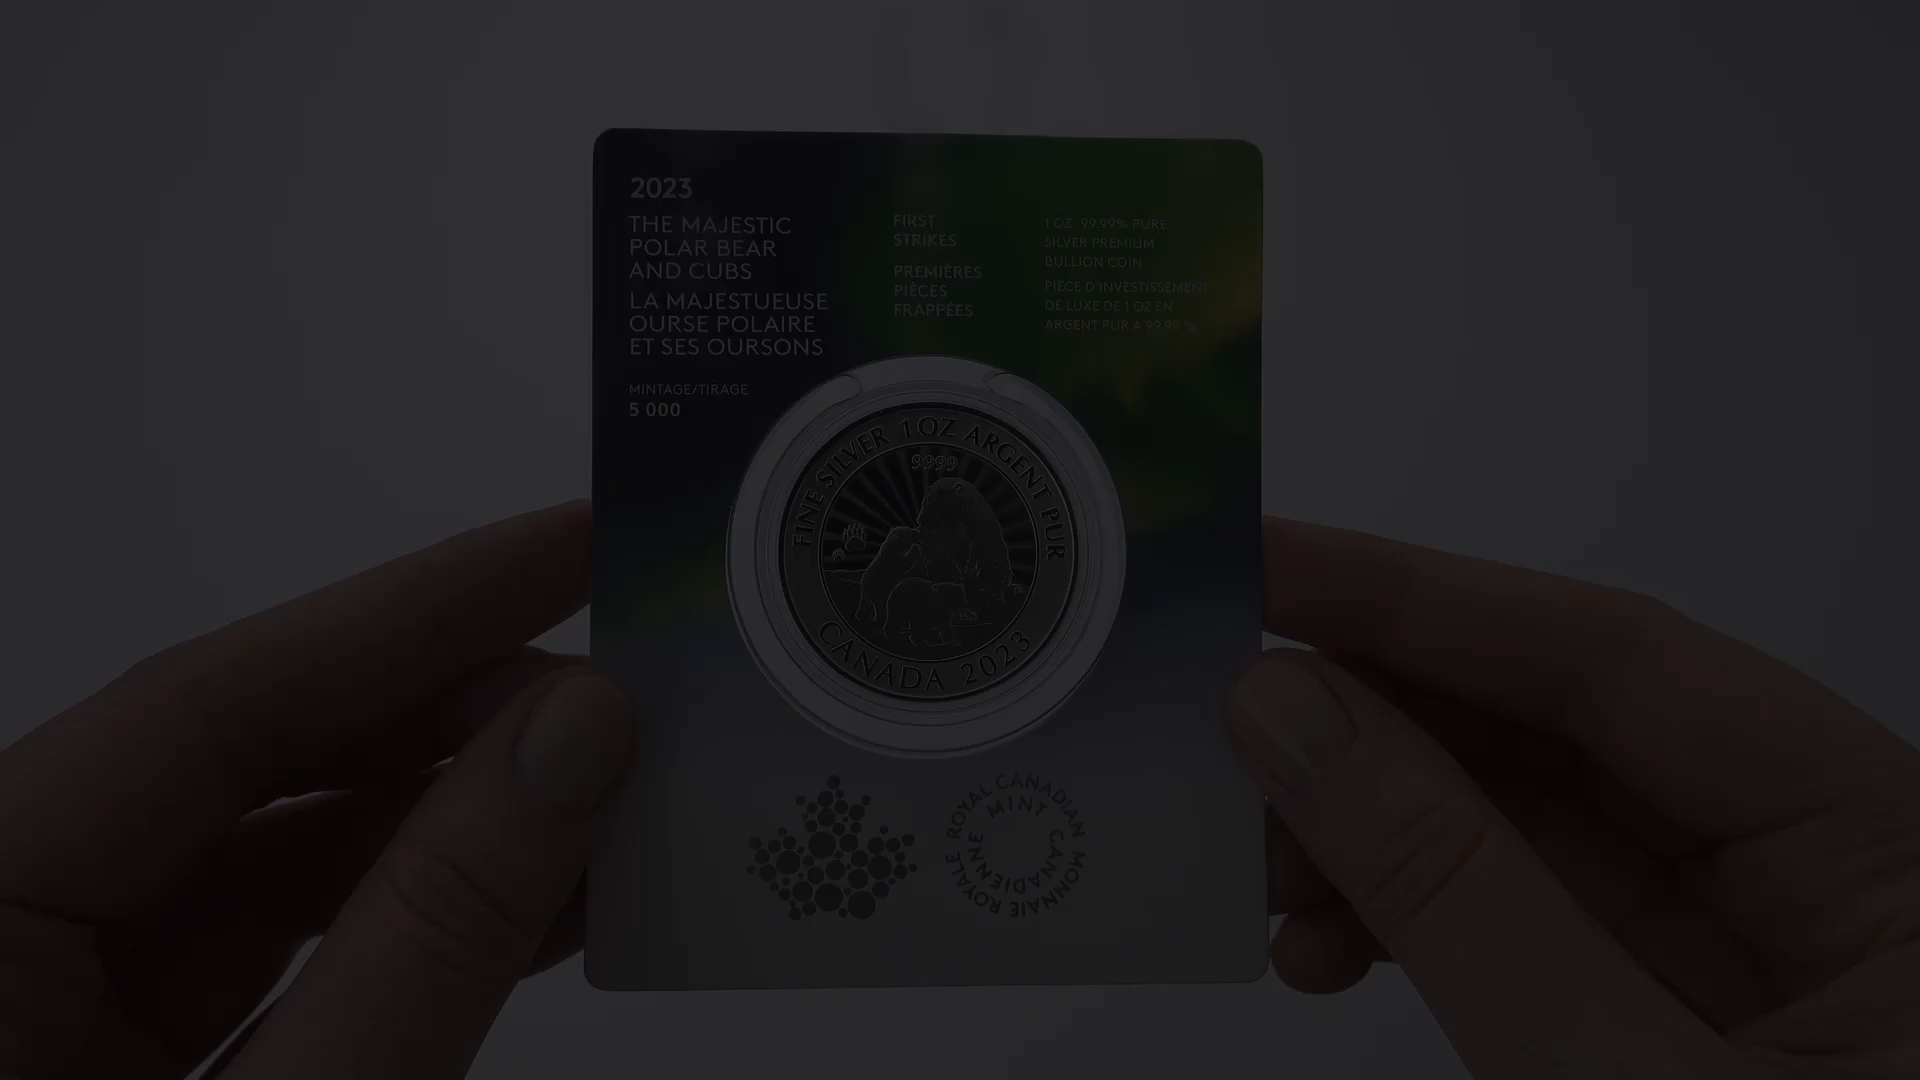 2023
THE MAJESTIC
POLAR BEAR
AND CUBS
LA MAJESTUEUSE
OURSE POLAIRE
ET SES OURSONS
MINTAGE/TIRAGE
5 000
FIRST
STRIKES
PREMIÈRES
PIÈCES
FRAPPÉES
1 OZ. 99.99% PURE
SILVER PREMIUM
BULLION COIN
PIÈCE D'INVESTISSEMENT
DE LUXE DE 1 OZ EN
ARGENT PUR À 99,99 %
FINE SILVER 1 OZ ARGENT PUR
9999
CANADA 2023
ROYAL CANADIAN MINT
MONNAIE ROYALE CANADIENNE